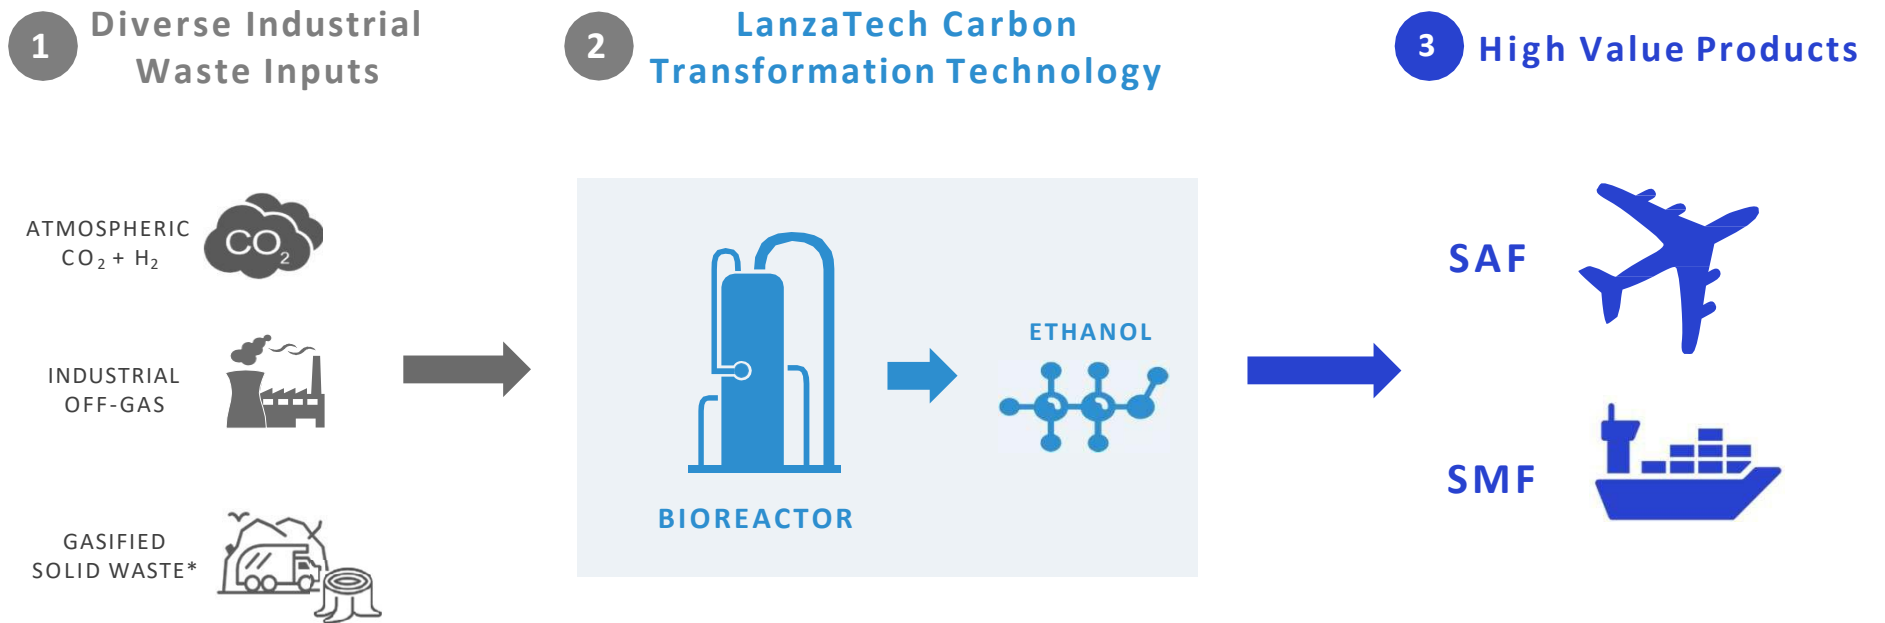 1
Diverse Industrial
Waste Inputs
2
LanzaTech Carbon
Transformation Technology
3
High Value Products
ATMOSPHERIC
CO₂ + H₂
CO₂
INDUSTRIAL
OFF-GAS
GASIFIED
SOLID WASTE*
BIOREACTOR
ETHANOL
SAF
SMF